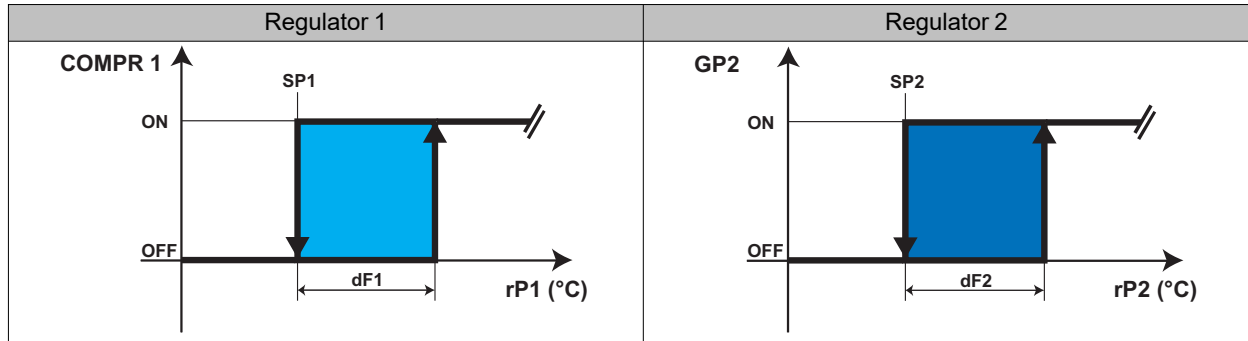 Regulator 1
Regulator 2
COMPR 1
SP1
ON
OFF
dF1
rP1 (°C)
GP2
SP2
ON
OFF
dF2
rP2 (°C)